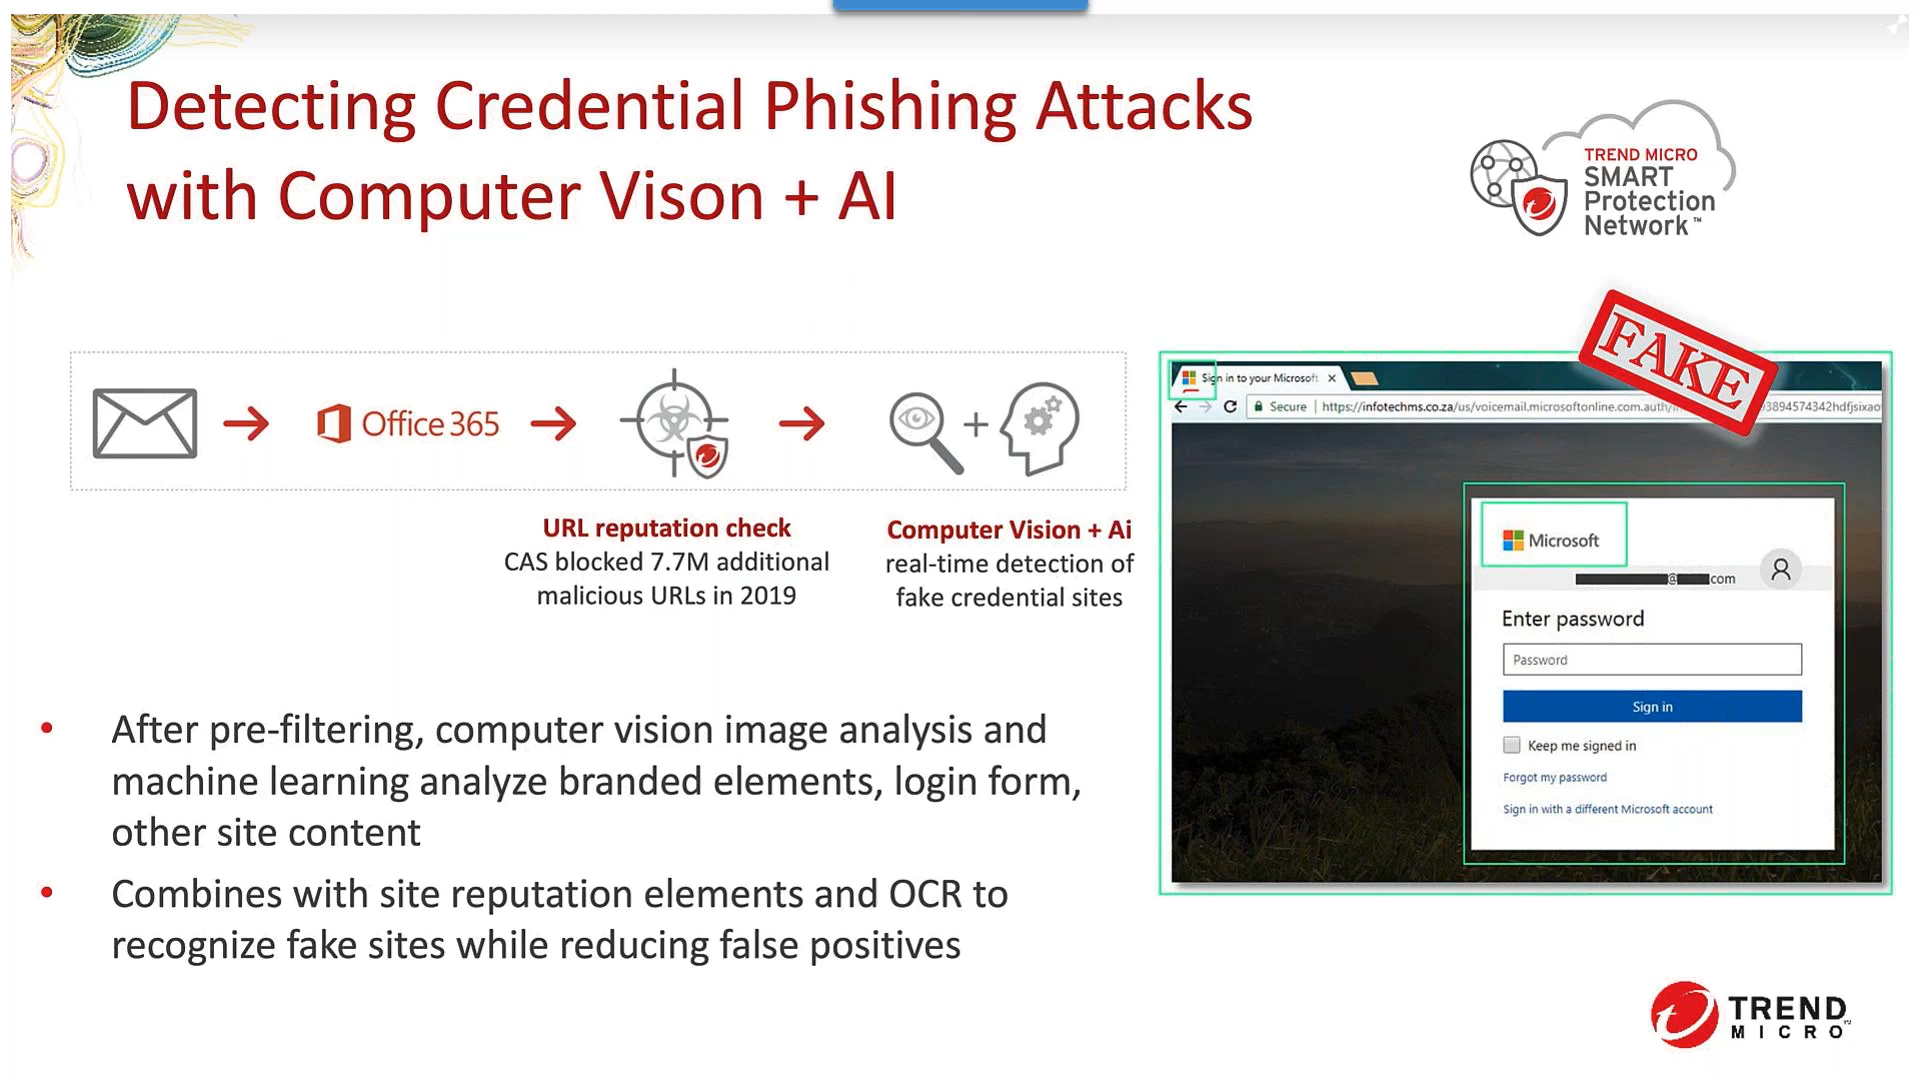 Detecting Credential Phishing Attacks
with Computer Vison + AI
TREND MICRO
SMART
Protection
Network™
FAKE
Office 365
URL reputation check
CAS blocked 7.7M additional
malicious URLs in 2019
Computer Vision + Ai
real-time detection of
fake credential sites
Sign in to your Microsoft
Secure | https://infotechms.co.za/us/voicemail.microsoftonline.com.auth/
Microsoft
@ com
Enter password
Password
Sign in
Keep me signed in
Forgot my password
Sign in with a different Microsoft account
• After pre-filtering, computer vision image analysis and
machine learning analyze branded elements, login form,
other site content
• Combines with site reputation elements and OCR to
recognize fake sites while reducing false positives
TREND
MICRO™